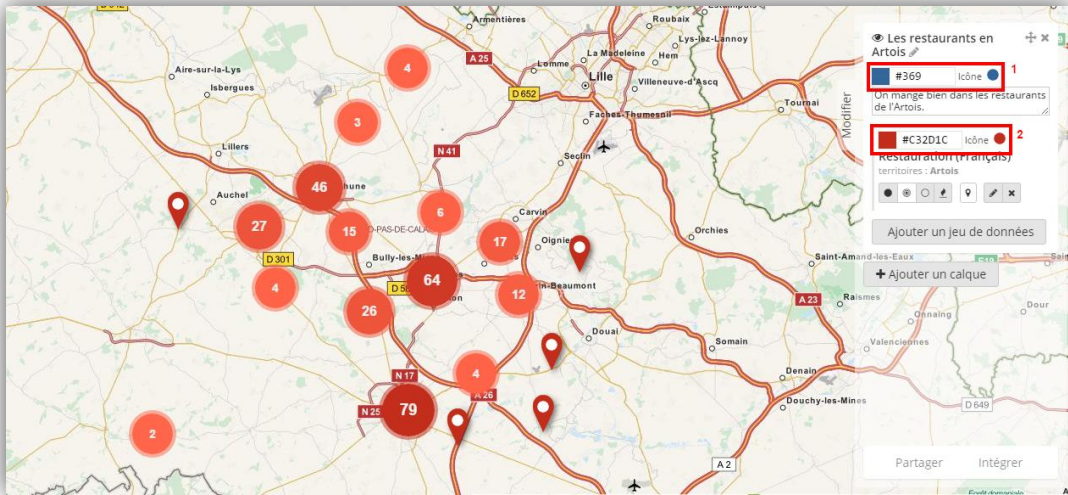 Armentières
Roubaix
Lys-lez-Lannoy
La Madeleine
Hem
Lomme
Lille
Villeneuve-d'Ascq
Tournai
Faches-Thumesnil
Seclin
Aire-sur-la-Lys
Isbergues
Lillers
Auchel
Carvin
Orchies
Saint-Amand-les-Eaux
Raismes
Onnaing
Dour
Valenciennes
Douai
Somain
Denain
Douchy-les-Mines
A 25
D 652
N 41
D 301
N 17
N 25
A 26
A 23
A 2
D 649
4
3
46
27
15
6
17
64
12
4
26
4
79
2
Modifier
Les restaurants en
Artois
#369 Icône
1
On mange bien dans les restaurants
de l'Artois.
#C32D1C Icône
2
Restauration (Français)
territoires : Artois
Ajouter un jeu de données
+ Ajouter un calque
Partager Intégrer